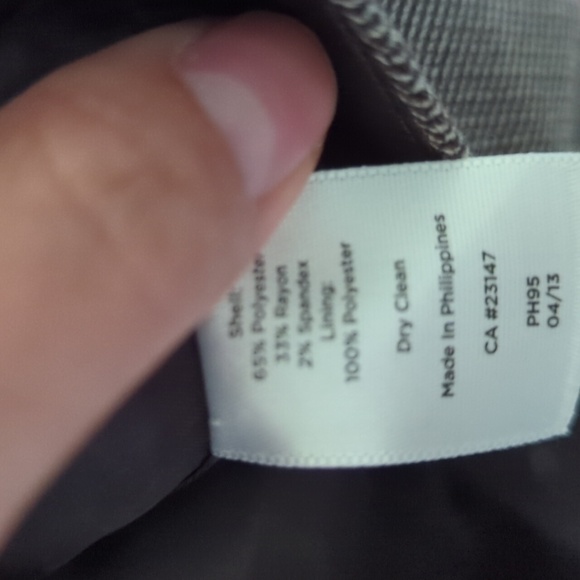 Shell:
65% Polyester
33% Rayon
2% Spandex
Lining:
100% Polyester
Dry Clean
Made In Philippines
CA #23147
PH95
04/13